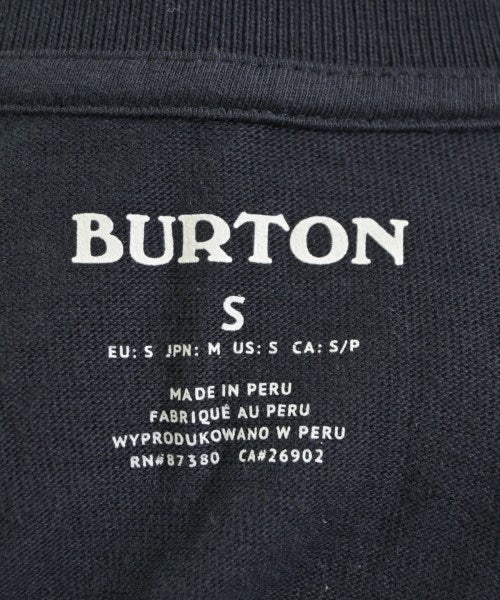 BURTON
S
EU: S JPN: M US: S CA: S/P
MADE IN PERU
FABRIQUÉ AU PERU
WYPRODUKOWANO W PERU
RN#87380 CA#26902